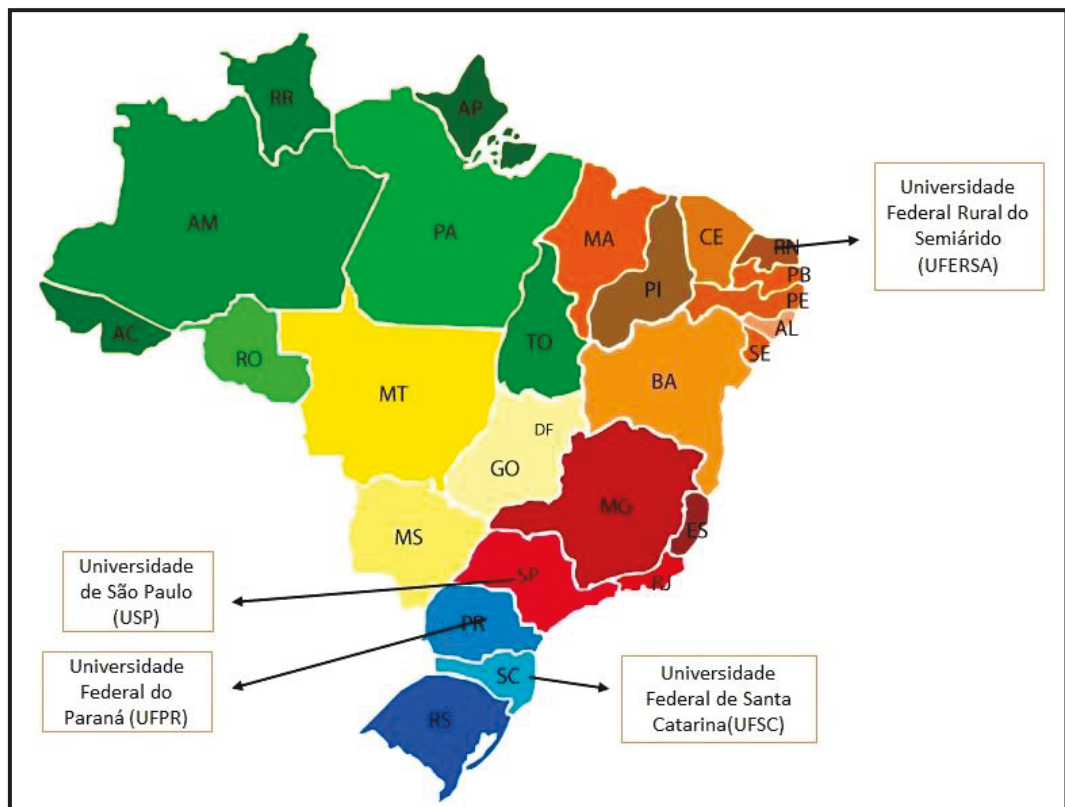 RR
AP
AM
PA
MA
CE
RN
PB
PE
AL
SE
PI
AC
RO
TO
BA
MT
DF
GO
MG
ES
MS
SP
RJ
PR
SC
RS
Universidade
Federal Rural do
Semiárido
(UFERSA)
Universidade
de São Paulo
(USP)
Universidade
Federal do
Paraná (UFPR)
Universidade
Federal de Santa
Catarina(UFSC)